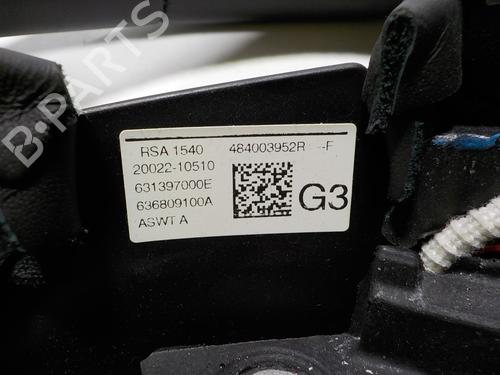 B-PARTS
RSA 1540 484003952R --F
20022-10510
631397000E
636809100A
ASWT A
G3